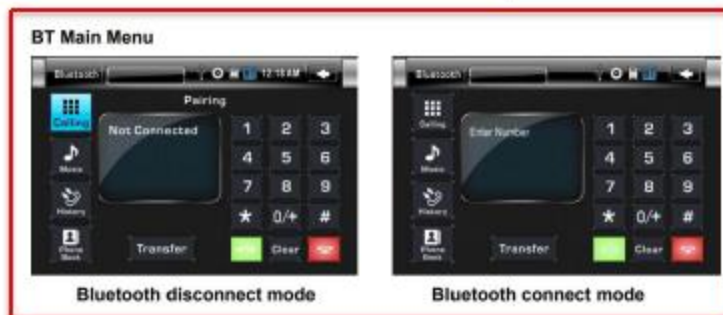 BT Main Menu
Bluetooth 12:18 AM
Pairing
Calling
Not Connected
1 2 3
Music
4 5 6
7 8 9
History
* 0/+ #
Phone Book
Transfer
Clear
Bluetooth disconnect mode
Bluetooth
Calling
Enter Number
1 2 3
Music
4 5 6
7 8 9
History
* 0/+ #
Phone Book
Transfer
Clear
Bluetooth connect mode